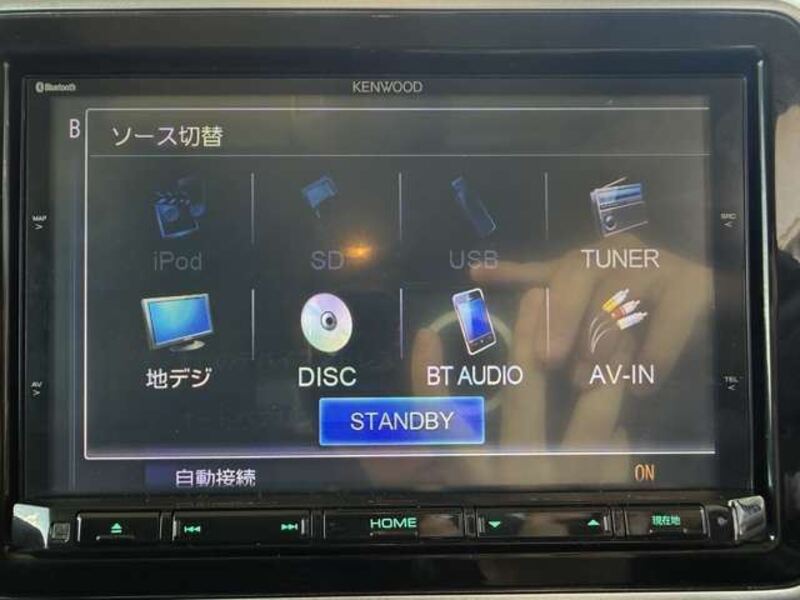 Bluetooth
KENWOOD
B
ソース切替
iPod
SD
USB
TUNER
MAP
SRC
地デジ
DISC
BT AUDIO
AV-IN
AV
TEL
STANDBY
自動接続
ON
HOME
現在地